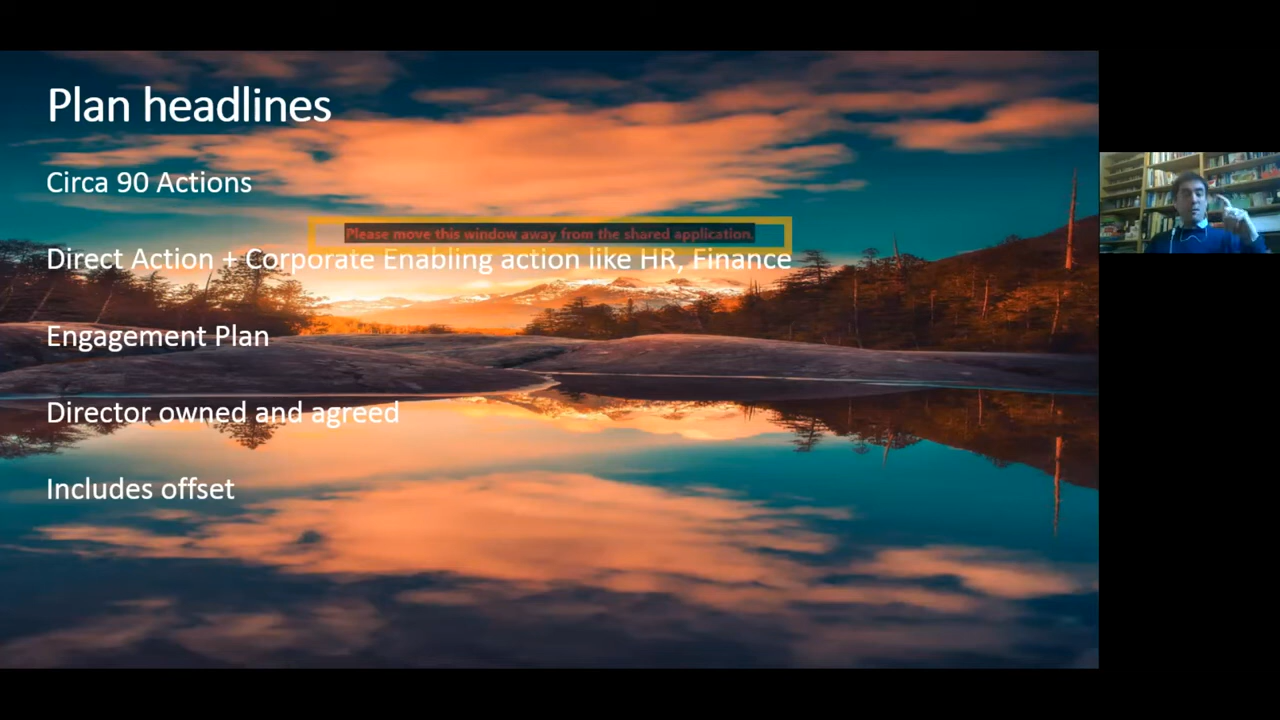 Plan headlines
Circa 90 Actions
Please move this window away from the shared application.
Direct Action + Corporate Enabling action like HR, Finance
Engagement Plan
Director owned and agreed
Includes offset